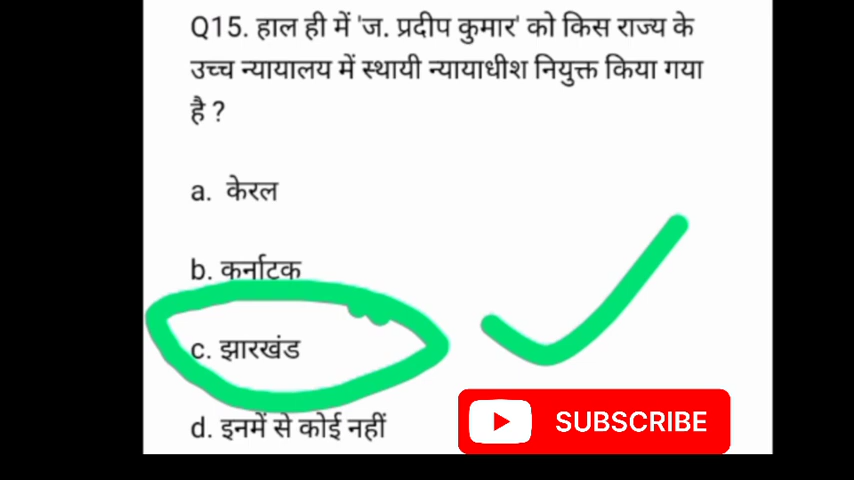 Q15. हाल ही में 'ज. प्रदीप कुमार' को किस राज्य के
उच्च न्यायालय में स्थायी न्यायाधीश नियुक्त किया गया
है ?
a. केरल
b. कर्नाटक
c. झारखंड
d. इनमें से कोई नहीं
SUBSCRIBE